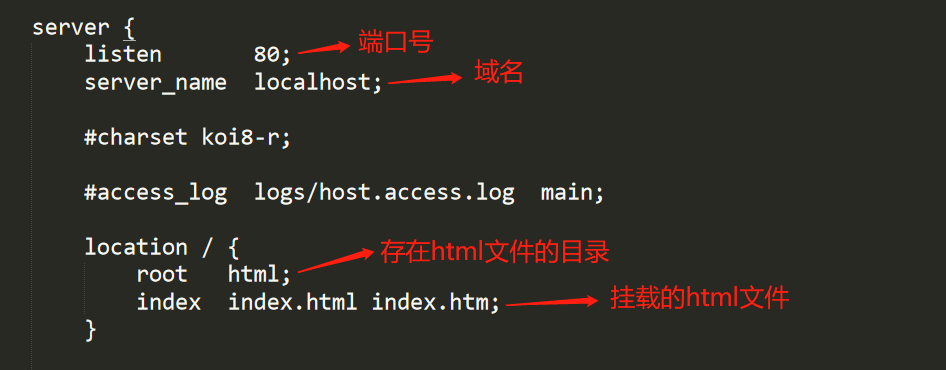 server {
listen 80; 端口号
server_name localhost; 域名
#charset koi8-r;
#access_log logs/host.access.log main;
location / {
root html; 存在html文件的目录
index index.html index.htm; 挂载的html文件
}